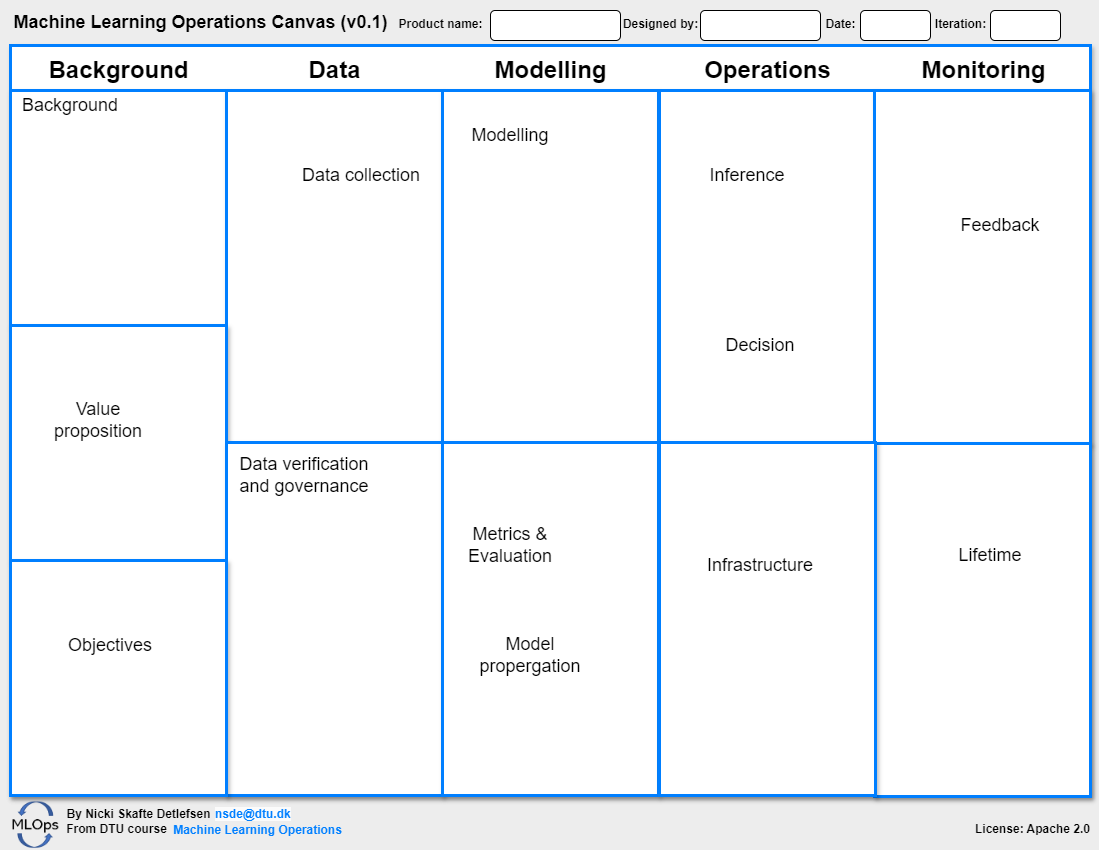 Machine Learning Operations Canvas (v0.1) Product name: Designed by: Date: Iteration:
Background Data Modelling Operations Monitoring
Background
Value
proposition
Objectives
Data collection
Data verification
and governance
Modelling
Metrics &
Evaluation
Model
propergation
Inference
Decision
Infrastructure
Feedback
Lifetime
MLOps
By Nicki Skafte Detlefsen nsde@dtu.dk
From DTU course Machine Learning Operations
License: Apache 2.0